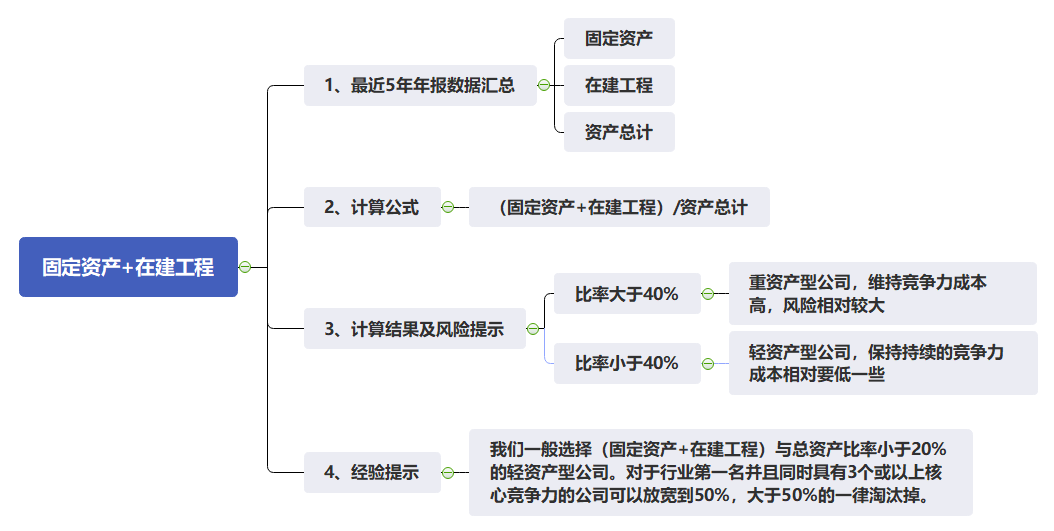 固定资产+在建工程
1、最近5年年报数据汇总
固定资产
在建工程
资产总计
2、计算公式
（固定资产+在建工程）/资产总计
3、计算结果及风险提示
比率大于40%
重资产型公司，维持竞争力成本
高，风险相对较大
比率小于40%
轻资产型公司，保持持续的竞争力
成本相对要低一些
4、经验提示
我们一般选择（固定资产+在建工程）与总资产比率小于20%
的轻资产型公司。对于行业第一名并且同时具有3个或以上核
心竞争力的公司可以放宽到50%，大于50%的一律淘汰掉。